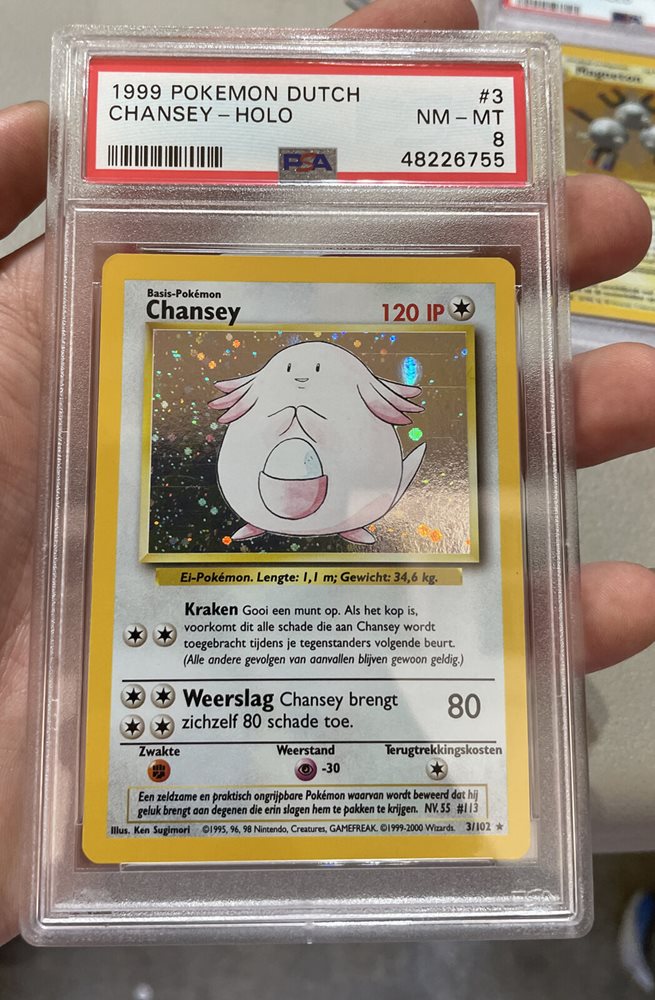 1999 POKEMON DUTCH #3
CHANSEY – HOLO NM – MT
8
PSA 48226755
Magneton
Basis-Pokémon
Chansey 120 IP
Ei-Pokémon. Lengte: 1,1 m; Gewicht: 34,6 kg.
Kraken Gooi een munt op. Als het kop is,
voorkomt dit alle schade die aan Chansey wordt
toegebracht tijdens je tegenstanders volgende beurt.
(Alle andere gevolgen van aanvallen blijven gewoon geldig.)
Weerslag Chansey brengt 80
zichzelf 80 schade toe.
Zwakte Weerstand Terugtrekkingskosten
-30
Een zeldzame en praktisch ongrijpbare Pokémon waarvan wordt beweerd dat hij
geluk brengt aan degenen die erin slagen hem te pakken te krijgen. NV. 55 #113
Illus. Ken Sugimori ©1995, 96, 98 Nintendo, Creatures, GAMEFREAK. ©1999-2000 Wizards. 3/102